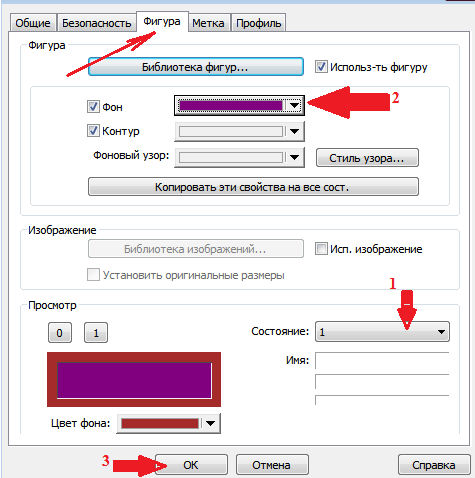 Общие Безопасность Фигура Метка Профиль
Фигура
Библиотека фигур... Использ-ть фигуру
Фон 2
Контур
Фоновый узор: Стиль узора...
Копировать эти свойства на все сост.
Изображение
Библиотека изображений... Исп. изображение
Установить оригинальные размеры
1
Просмотр
0 1 Состояние: 1
Имя:
Цвет фона:
3 OK Отмена Справка